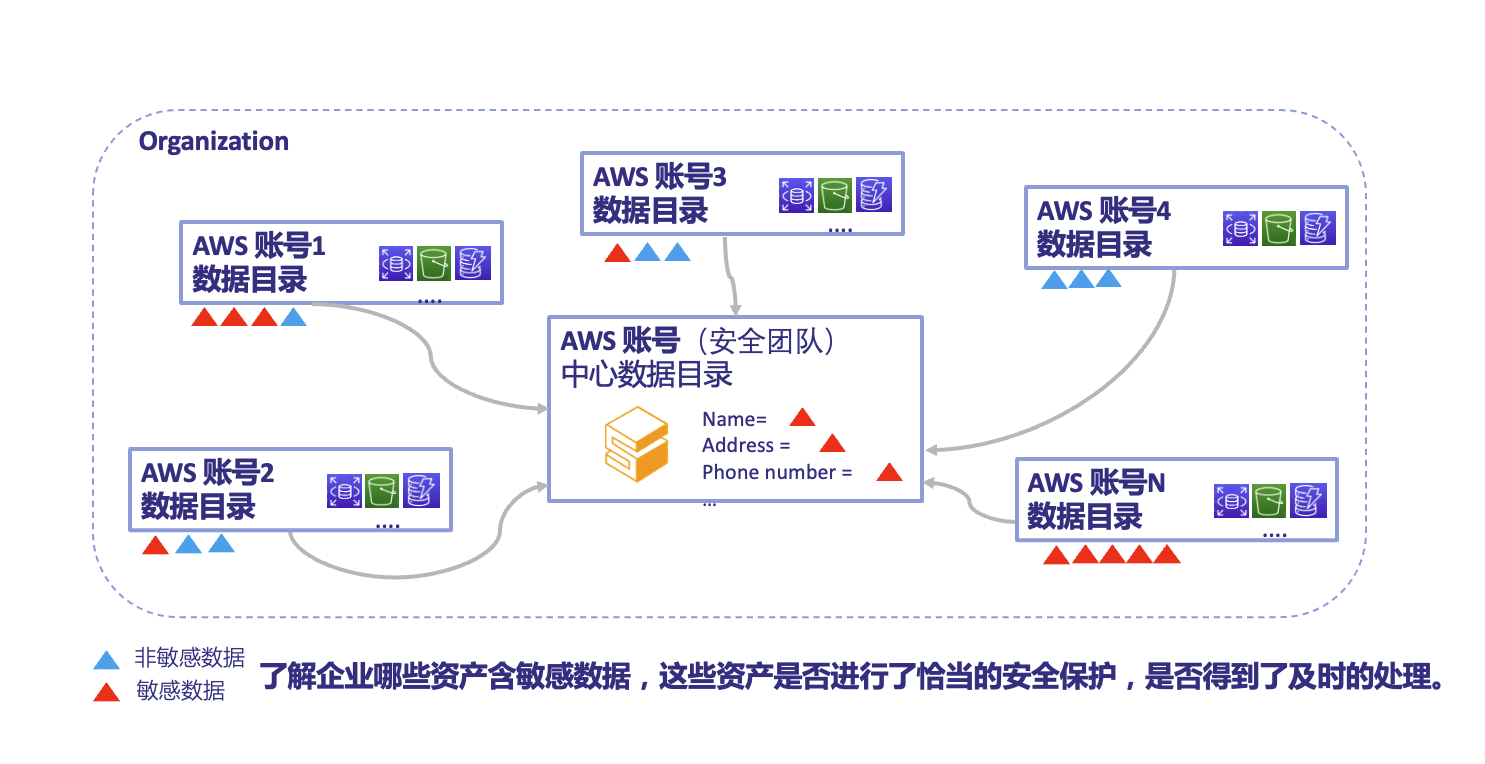 Organization
AWS 账号1
数据目录
....
AWS 账号3
数据目录
....
AWS 账号4
数据目录
AWS 账号（安全团队）
中心数据目录
Name=
Address =
Phone number =
...
AWS 账号2
数据目录
....
AWS 账号N
数据目录
....
非敏感数据
敏感数据
了解企业哪些资产含敏感数据，这些资产是否进行了恰当的安全保护，是否得到了及时的处理。